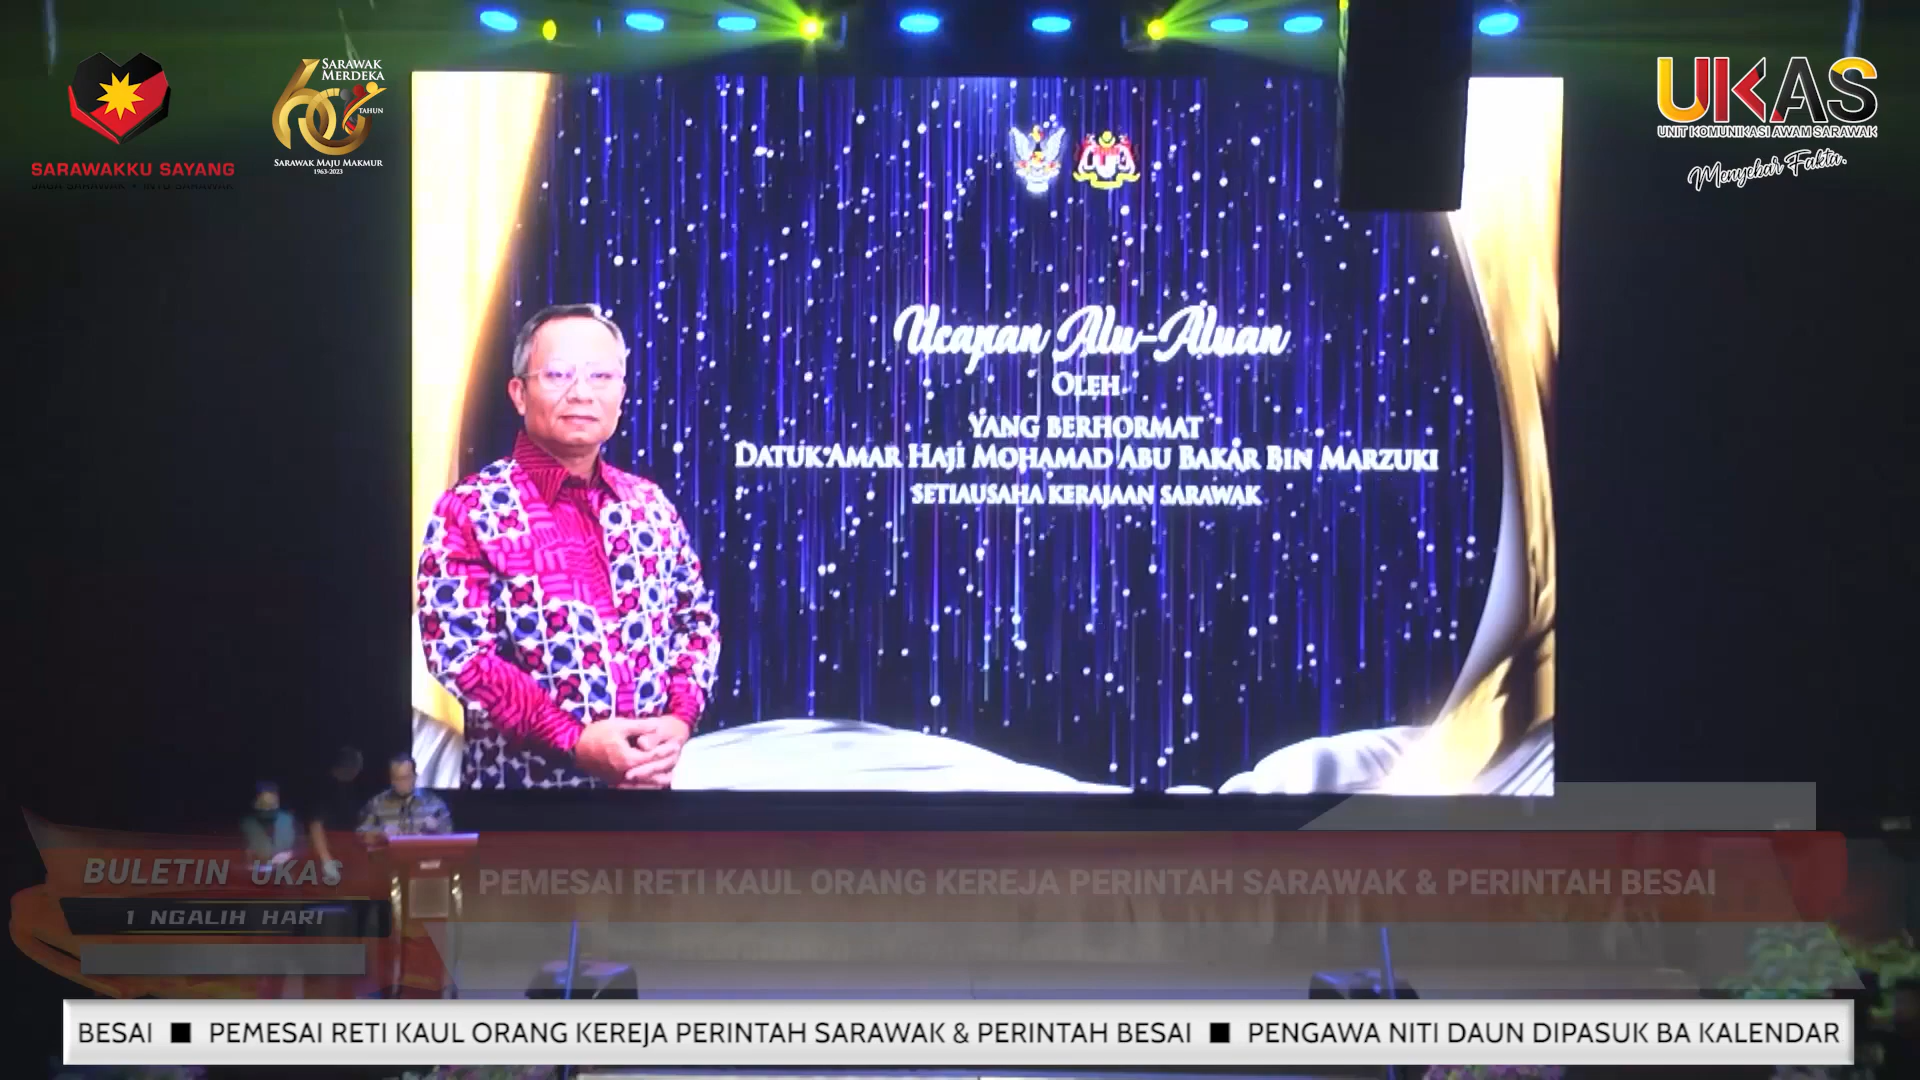 SARAWAKKU SAYANG
SARAWAK
MERDEKA
60
TAHUN
SARAWAK MAJU MAKMUR
1963-2023
UKAS
UNIT KOMUNIKASI AWAM SARAWAK
Menyebar Fakta.
Ucapan Alu-Aluan
OLEH
YANG BERHORMAT
DATUK AMAR HAJI MOHAMAD ABU BAKAR BIN MARZUKI
SETIAUSAHA KERAJAAN SARAWAK
BULETIN UKAS
1 NGALIH HARI
PEMESAI RETI KAUL ORANG KEREJA PERINTAH SARAWAK & PERINTAH BESAI
BESAI ■ PEMESAI RETI KAUL ORANG KEREJA PERINTAH SARAWAK & PERINTAH BESAI ■ PENGAWA NITI DAUN DIPASUK BA KALENDAR